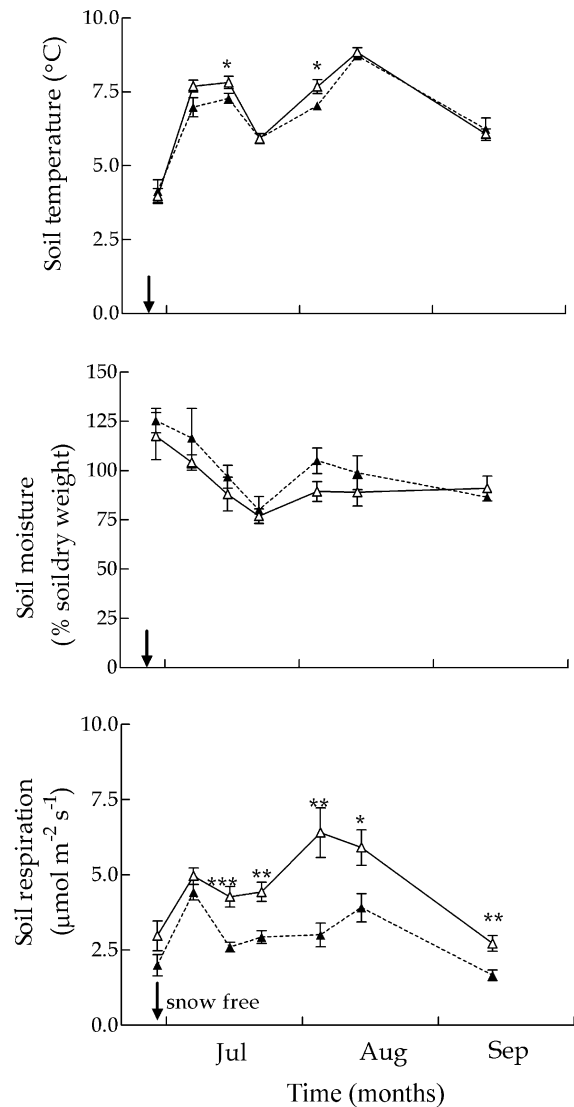 10.0
7.5
5.0
2.5
0.0
Soil temperature (°C)
*
*
150
125
100
75
50
25
0
Soil moisture
(% soil dry weight)
10.0
7.5
5.0
2.5
0.0
Soil respiration
(µmol m⁻² s⁻¹)
***
**
**
*
**
snow free
Jul
Aug
Sep
Time (months)